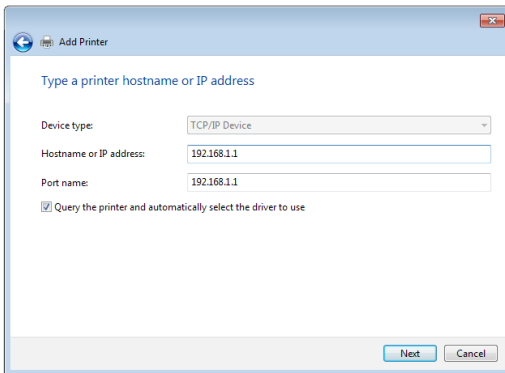 Add Printer
Type a printer hostname or IP address
Device type: TCP/IP Device
Hostname or IP address: 192.168.1.1
Port name: 192.168.1.1
Query the printer and automatically select the driver to use
Next Cancel